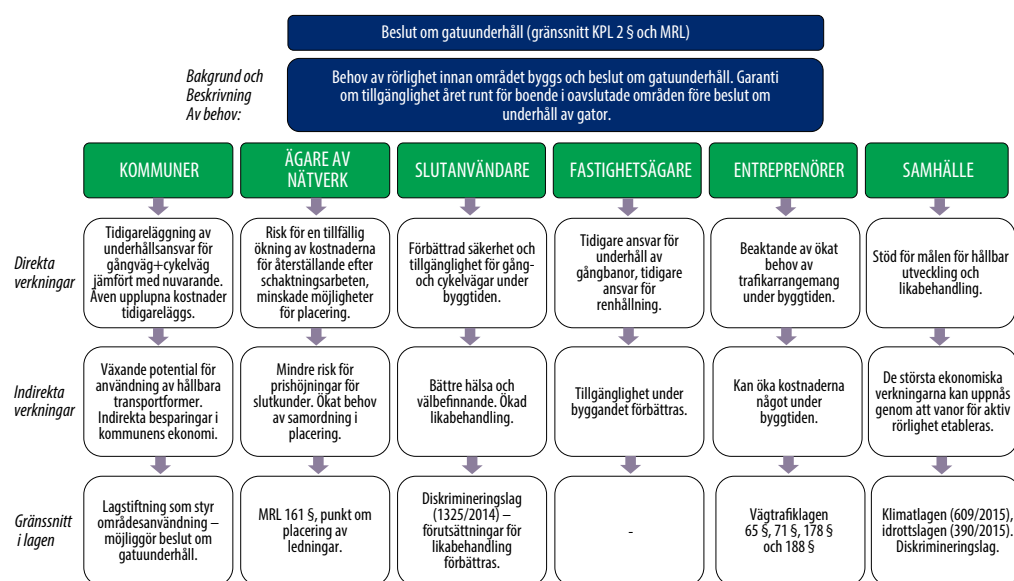 Beslut om gatuunderhåll (gränssnitt KPL 2 § och MRL)
Bakgrund och
Beskrivning
Av behov:
Behov av rörlighet innan området byggs och beslut om gatuunderhåll. Garanti
om tillgänglighet året runt för boende i oavslutade områden före beslut om
underhåll av gator.
KOMMUNER
ÄGARE AV
NÄTVERK
SLUTANVÄNDARE
FASTIGHETSÄGARE
ENTREPRENÖRER
SAMHÄLLE
Direkta
verkningar
Tidigareläggning av
underhållsansvar för
gångväg+cykelväg
jämfört med nuvarande.
Även upplupna kostnader
tidigareläggs.
Risk för en tillfällig
ökning av kostnaderna
för återställande efter
schaktningsarbeten,
minskade möjligheter
för placering.
Förbättrad säkerhet och
tillgänglighet för gång-
och cykelvägar under
byggtiden.
Tidigare ansvar för
underhåll av
gångbanor, tidigare
ansvar för
renhållning.
Beaktande av ökat
behov av
trafikarrangemang
under byggtiden.
Stöd för målen för hållbar
utveckling och
likabehandling.
Indirekta
verkningar
Växande potential för
användning av hållbara
transportformer.
Indirekta besparingar i
kommunens ekonomi.
Mindre risk för
prishöjningar för
slutkunder. Ökat behov
av samordning i
placering.
Bättre hälsa och
välbefinnande. Ökad
likabehandling.
Tillgänglighet under
byggandet förbättras.
Kan öka kostnaderna
något under
byggtiden.
De största ekonomiska
verkningarna kan uppnås
genom att vanor för aktiv
rörlighet etableras.
Gränssnitt
i lagen
Lagstiftning som styr
områdesanvändning –
möjliggör beslut om
gatuunderhåll.
MRL 161 §, punkt om
placering av
ledningar.
Diskrimineringslag
(1325/2014) –
förutsättningar för
likabehandling
förbättras.
-
Vägtrafiklagen
65 §, 71 §, 178 §
och 188 §
Klimatlagen (609/2015),
idrottslagen (390/2015).
Diskrimineringslag.